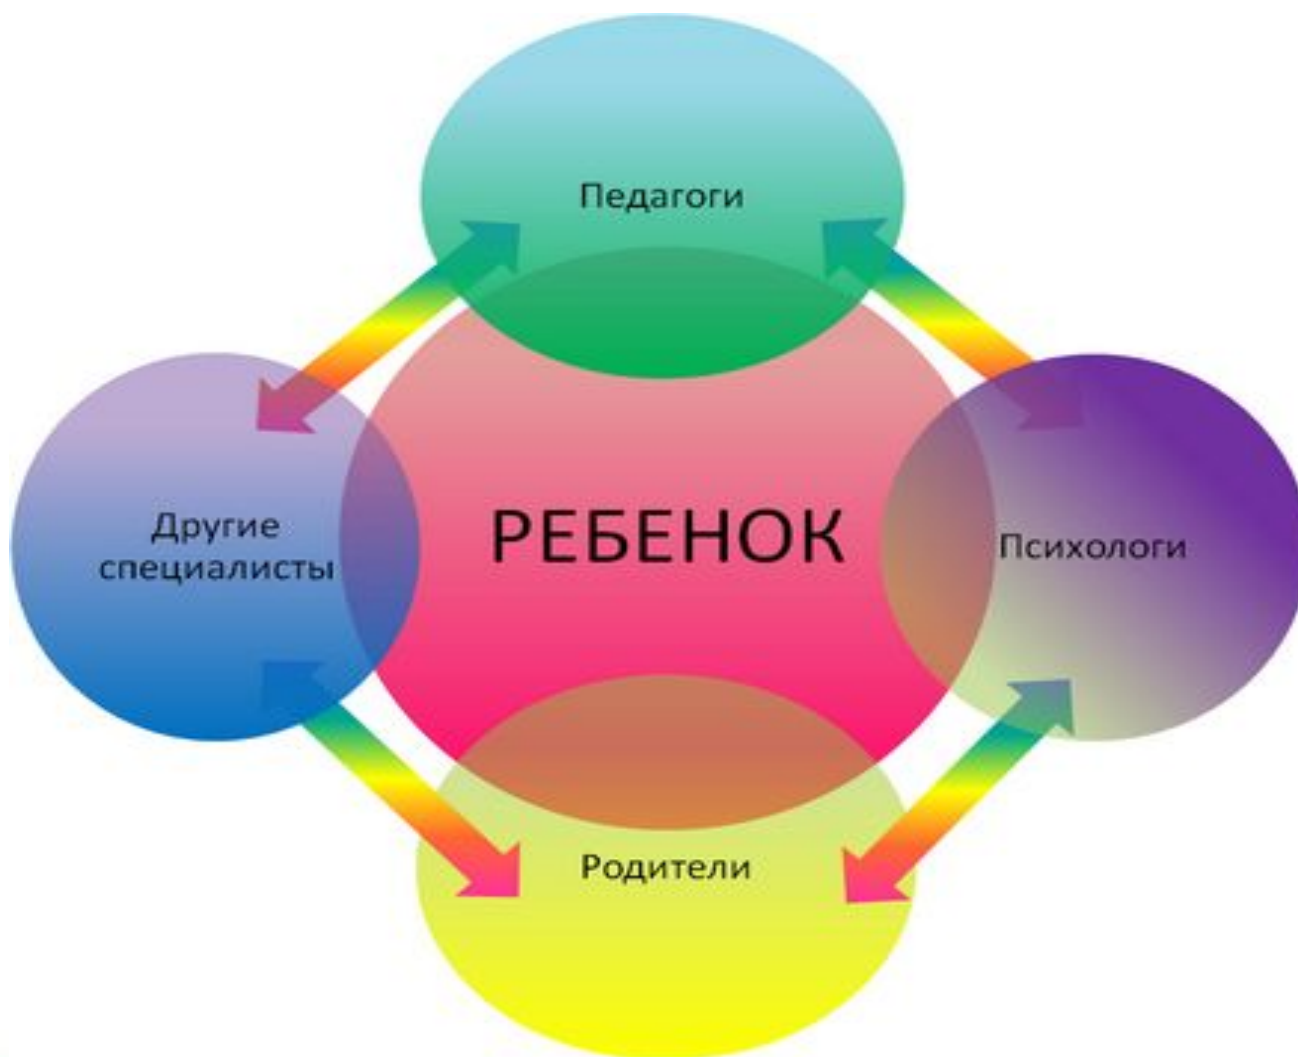 Педагоги
Другие
специалисты
РЕБЕНОК
Психологи
Родители